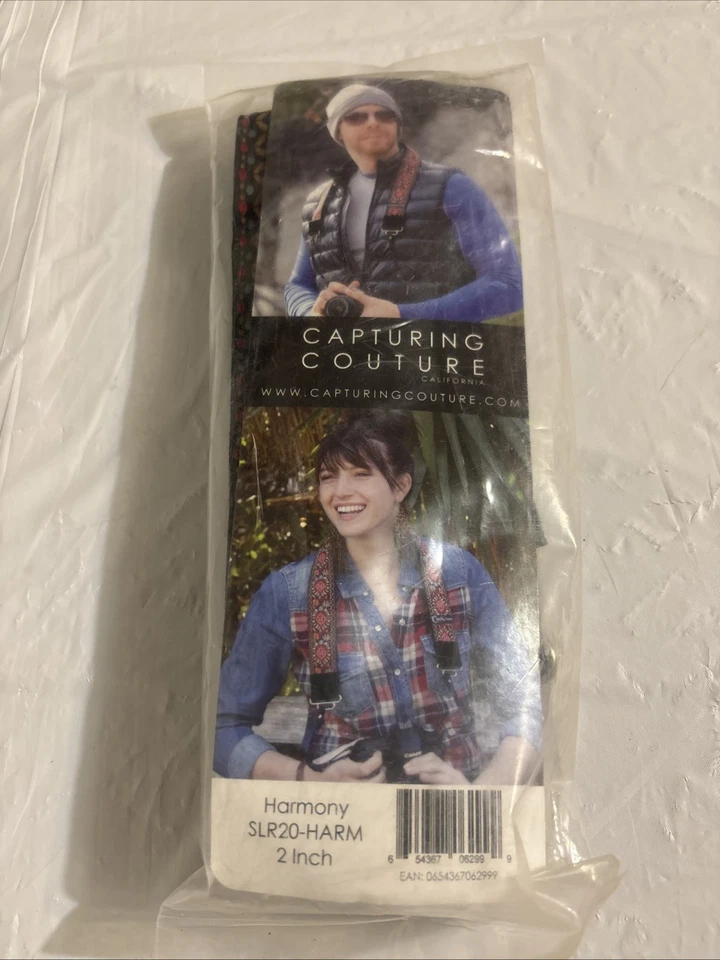 CAPTURING
COUTURE
CALIFORNIA
WWW.CAPTURINGCOUTURE.COM
Harmony
SLR20-HARM
2 Inch
6 54367 06299 9
EAN: 0654367062999